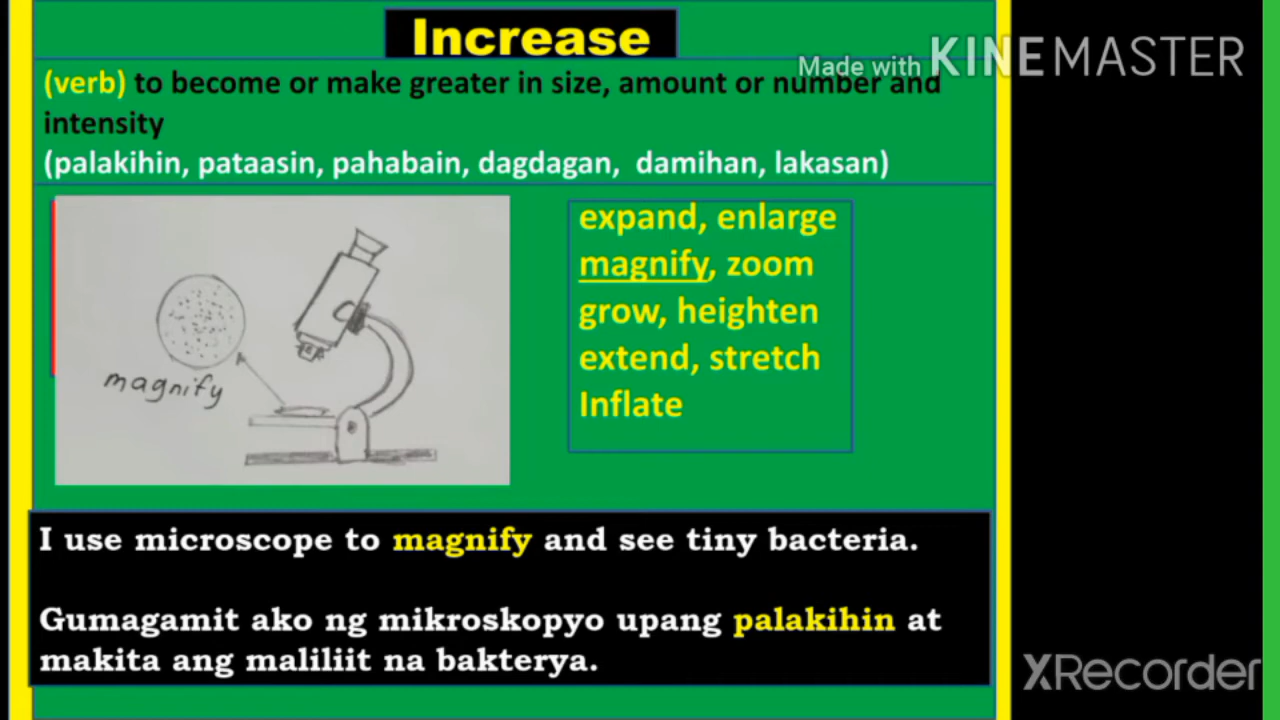 Increase
Made with KINEMASTER
(verb) to become or make greater in size, amount or number and
intensity
(palakihin, pataasin, pahabain, dagdagan, damihan, lakasan)
magnify
expand, enlarge
magnify, zoom
grow, heighten
extend, stretch
Inflate
I use microscope to magnify and see tiny bacteria.
Gumagamit ako ng mikroskopyo upang palakihin at
makita ang maliliit na bakterya.
XRecorder